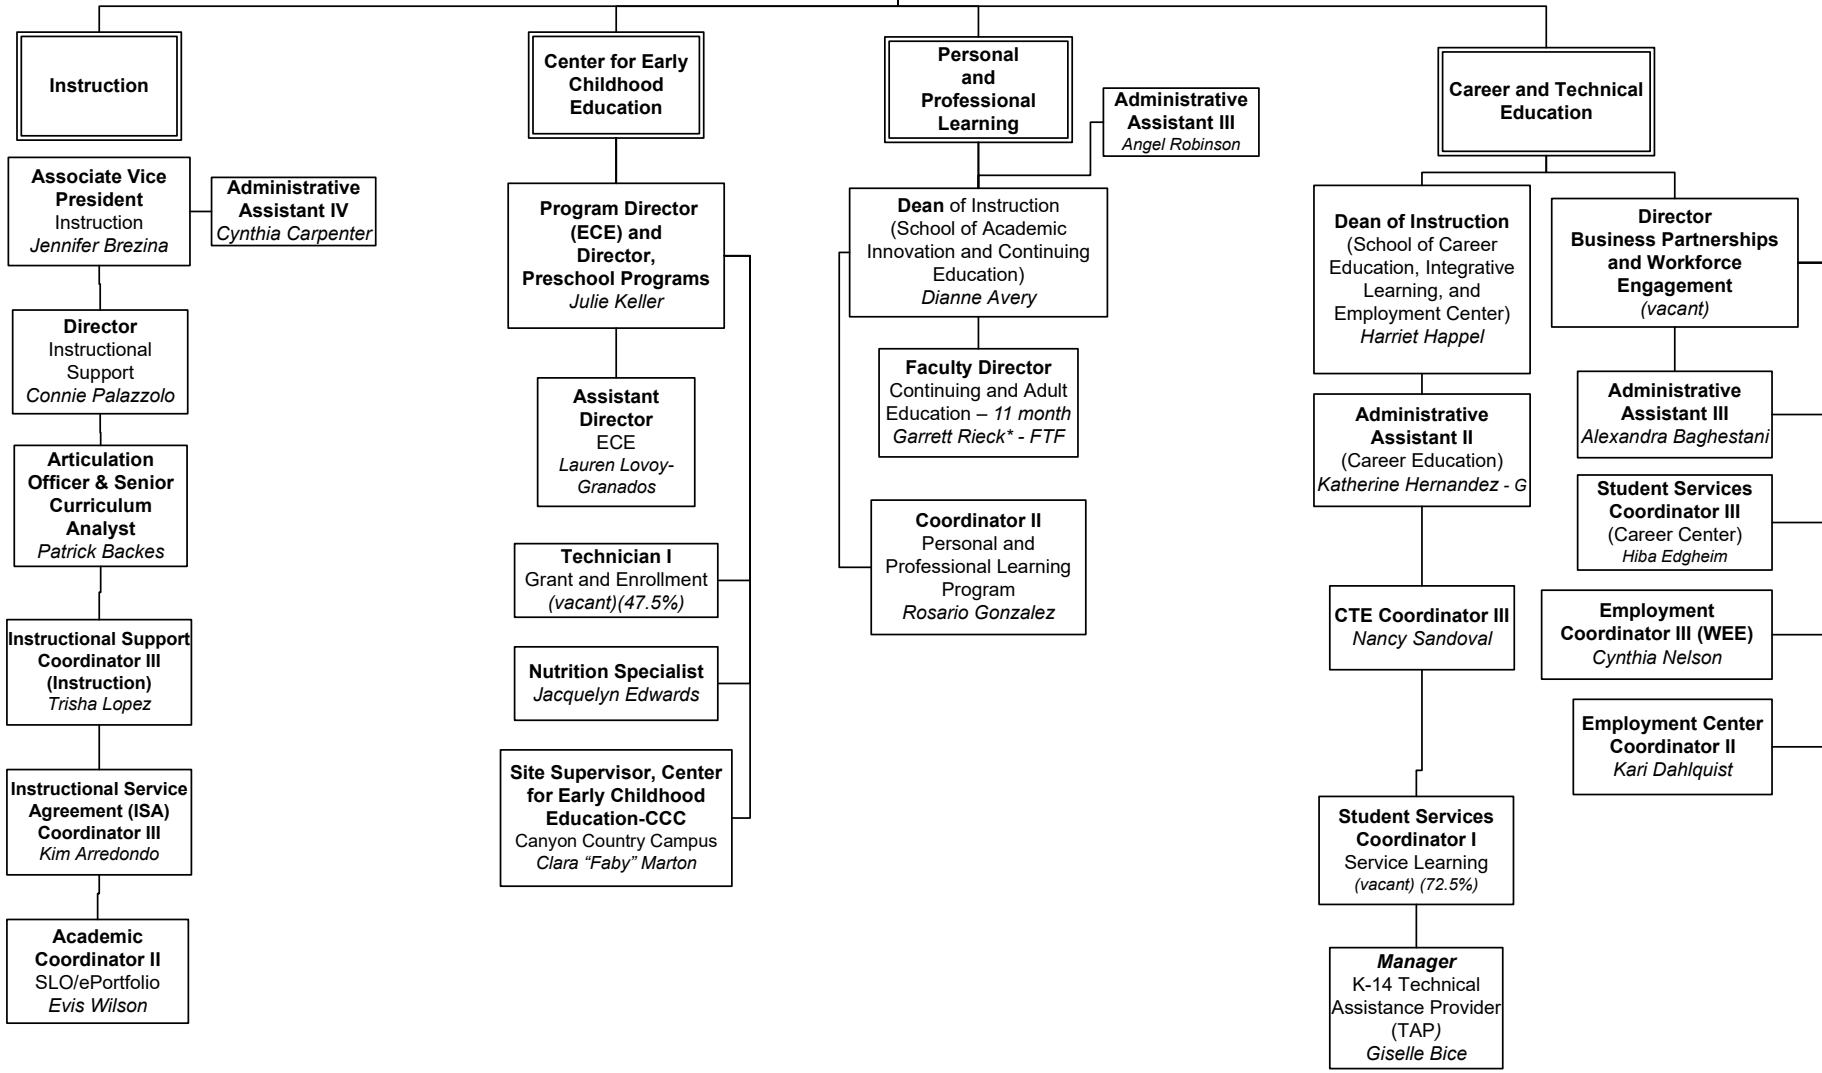 Instruction
Associate Vice
President
Instruction
Jennifer Brezina
Administrative
Assistant IV
Cynthia Carpenter
Director
Instructional
Support
Connie Palazzolo
Articulation
Officer & Senior
Curriculum
Analyst
Patrick Backes
Instructional Support
Coordinator III
(Instruction)
Trisha Lopez
Instructional Service
Agreement (ISA)
Coordinator III
Kim Arredondo
Academic
Coordinator II
SLO/ePortfolio
Evis Wilson
Center for Early
Childhood
Education
Program Director
(ECE) and
Director,
Preschool Programs
Julie Keller
Assistant
Director
ECE
Lauren Lovoy-
Granados
Technician I
Grant and Enrollment
(vacant)(47.5%)
Nutrition Specialist
Jacquelyn Edwards
Site Supervisor, Center
for Early Childhood
Education-CCC
Canyon Country Campus
Clara “Faby” Marton
Personal
and
Professional
Learning
Administrative
Assistant III
Angel Robinson
Dean of Instruction
(School of Academic
Innovation and Continuing
Education)
Dianne Avery
Faculty Director
Continuing and Adult
Education – 11 month
Garrett Rieck* - FTF
Coordinator II
Personal and
Professional Learning
Program
Rosario Gonzalez
Career and Technical
Education
Dean of Instruction
(School of Career
Education, Integrative
Learning, and
Employment Center)
Harriet Happel
Administrative
Assistant II
(Career Education)
Katherine Hernandez - G
CTE Coordinator III
Nancy Sandoval
Student Services
Coordinator I
Service Learning
(vacant) (72.5%)
Manager
K-14 Technical
Assistance Provider
(TAP)
Giselle Bice
Director
Business Partnerships
and Workforce
Engagement
(vacant)
Administrative
Assistant III
Alexandra Baghestani
Student Services
Coordinator III
(Career Center)
Hiba Edgheim
Employment
Coordinator III (WEE)
Cynthia Nelson
Employment Center
Coordinator II
Kari Dahlquist